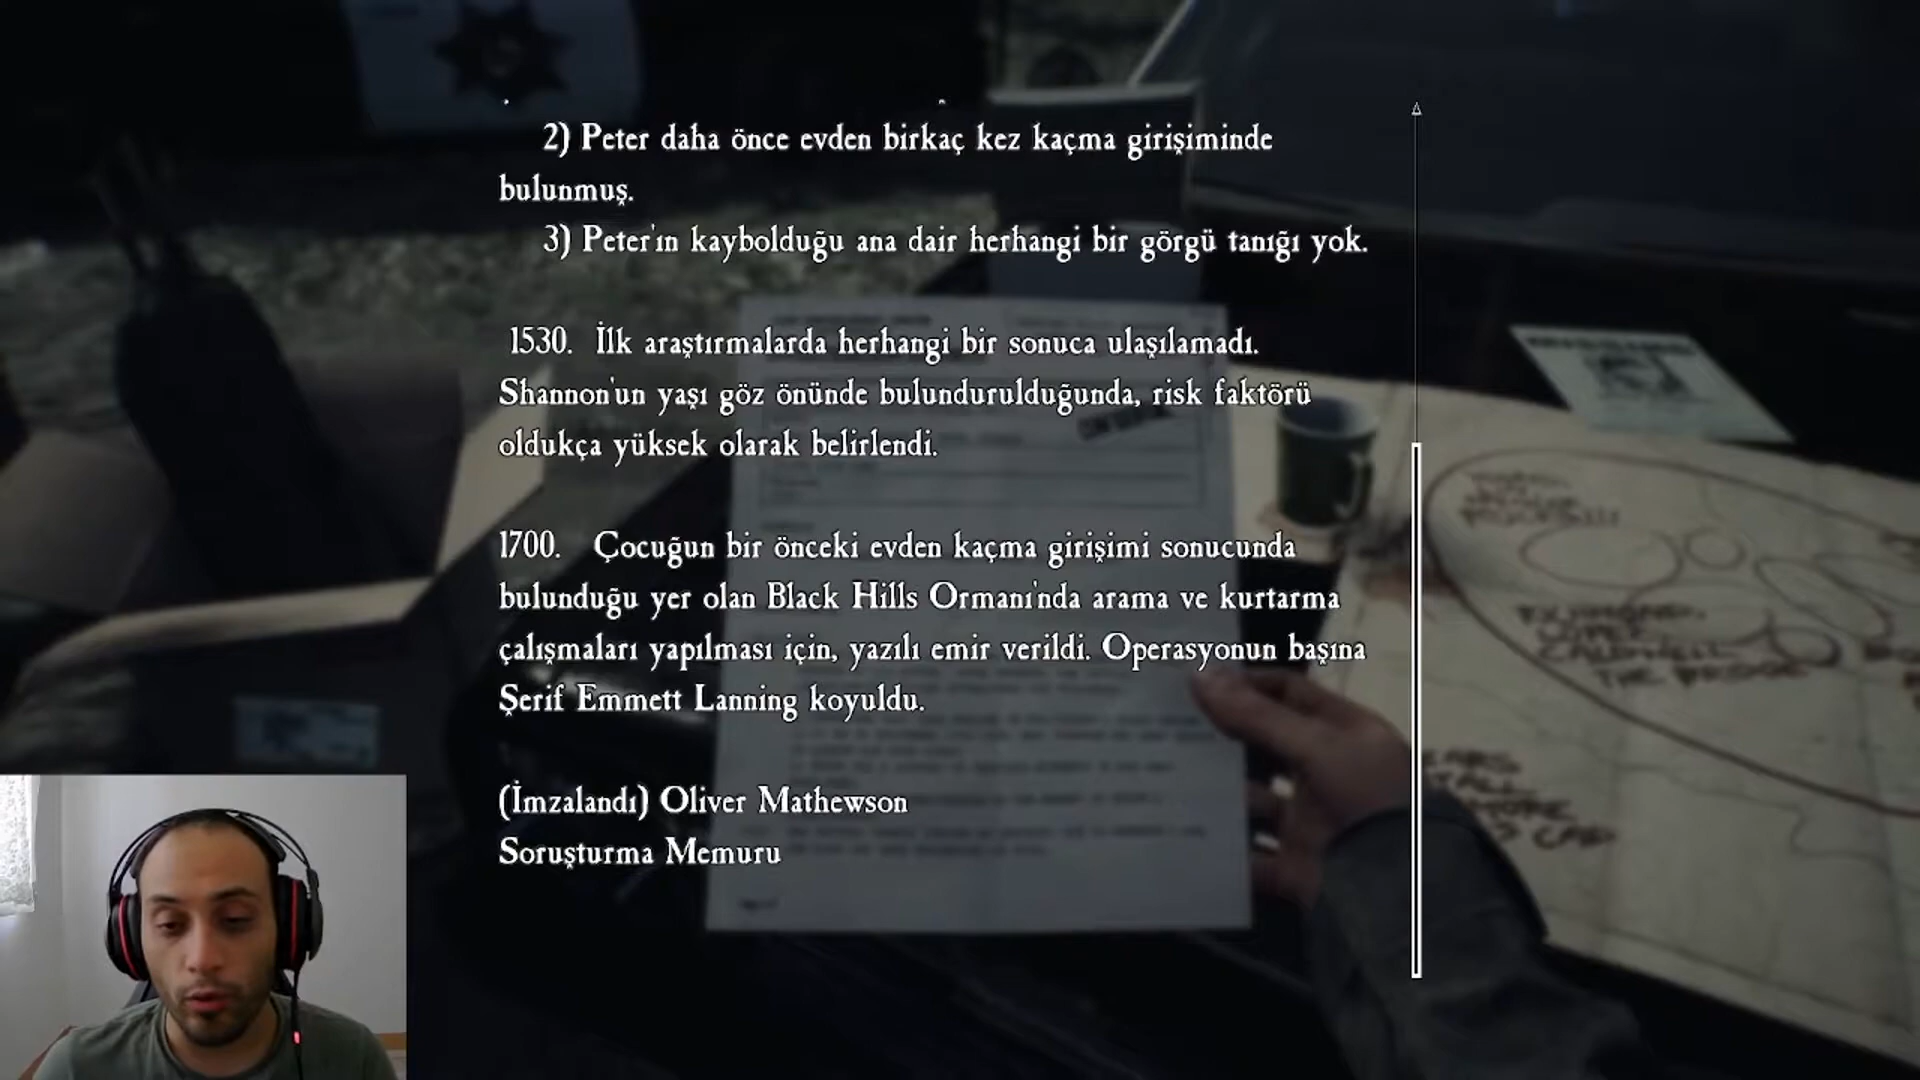 2) Peter daha önce evden birkaç kez kaçma girişiminde
bulunmuş.
3) Peter'ın kaybolduğu ana dair herhangi bir görgü tanığı yok.
1530. İlk araştırmalarda herhangi bir sonuca ulaşılamadı.
Shannon'un yaşı göz önünde bulundurulduğunda, risk faktörü
oldukça yüksek olarak belirlendi.
1700. Çocuğun bir önceki evden kaçma girişimi sonucunda
bulunduğu yer olan Black Hills Ormanı'nda arama ve kurtarma
çalışmaları yapılması için, yazılı emir verildi. Operasyonun başına
Şerif Emmett Lanning koyuldu.
(İmzalandı) Oliver Mathewson
Soruşturma Memuru